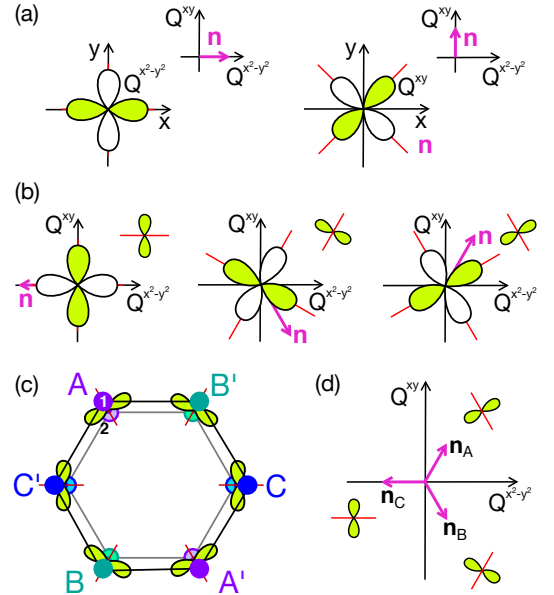 (a)
Q^xy
n
Q^x²-y²
y
Q^x²-y²
x
Q^xy
n
Q^x²-y²
y
Q^xy
x
n
(b)
Q^xy
Q^x²-y²
n
Q^xy
Q^x²-y²
n
Q^xy
n
Q^x²-y²
(c)
A
1
2
B'
C'
C
B
A'
(d)
Q^xy
n_A
n_C
Q^x²-y²
n_B